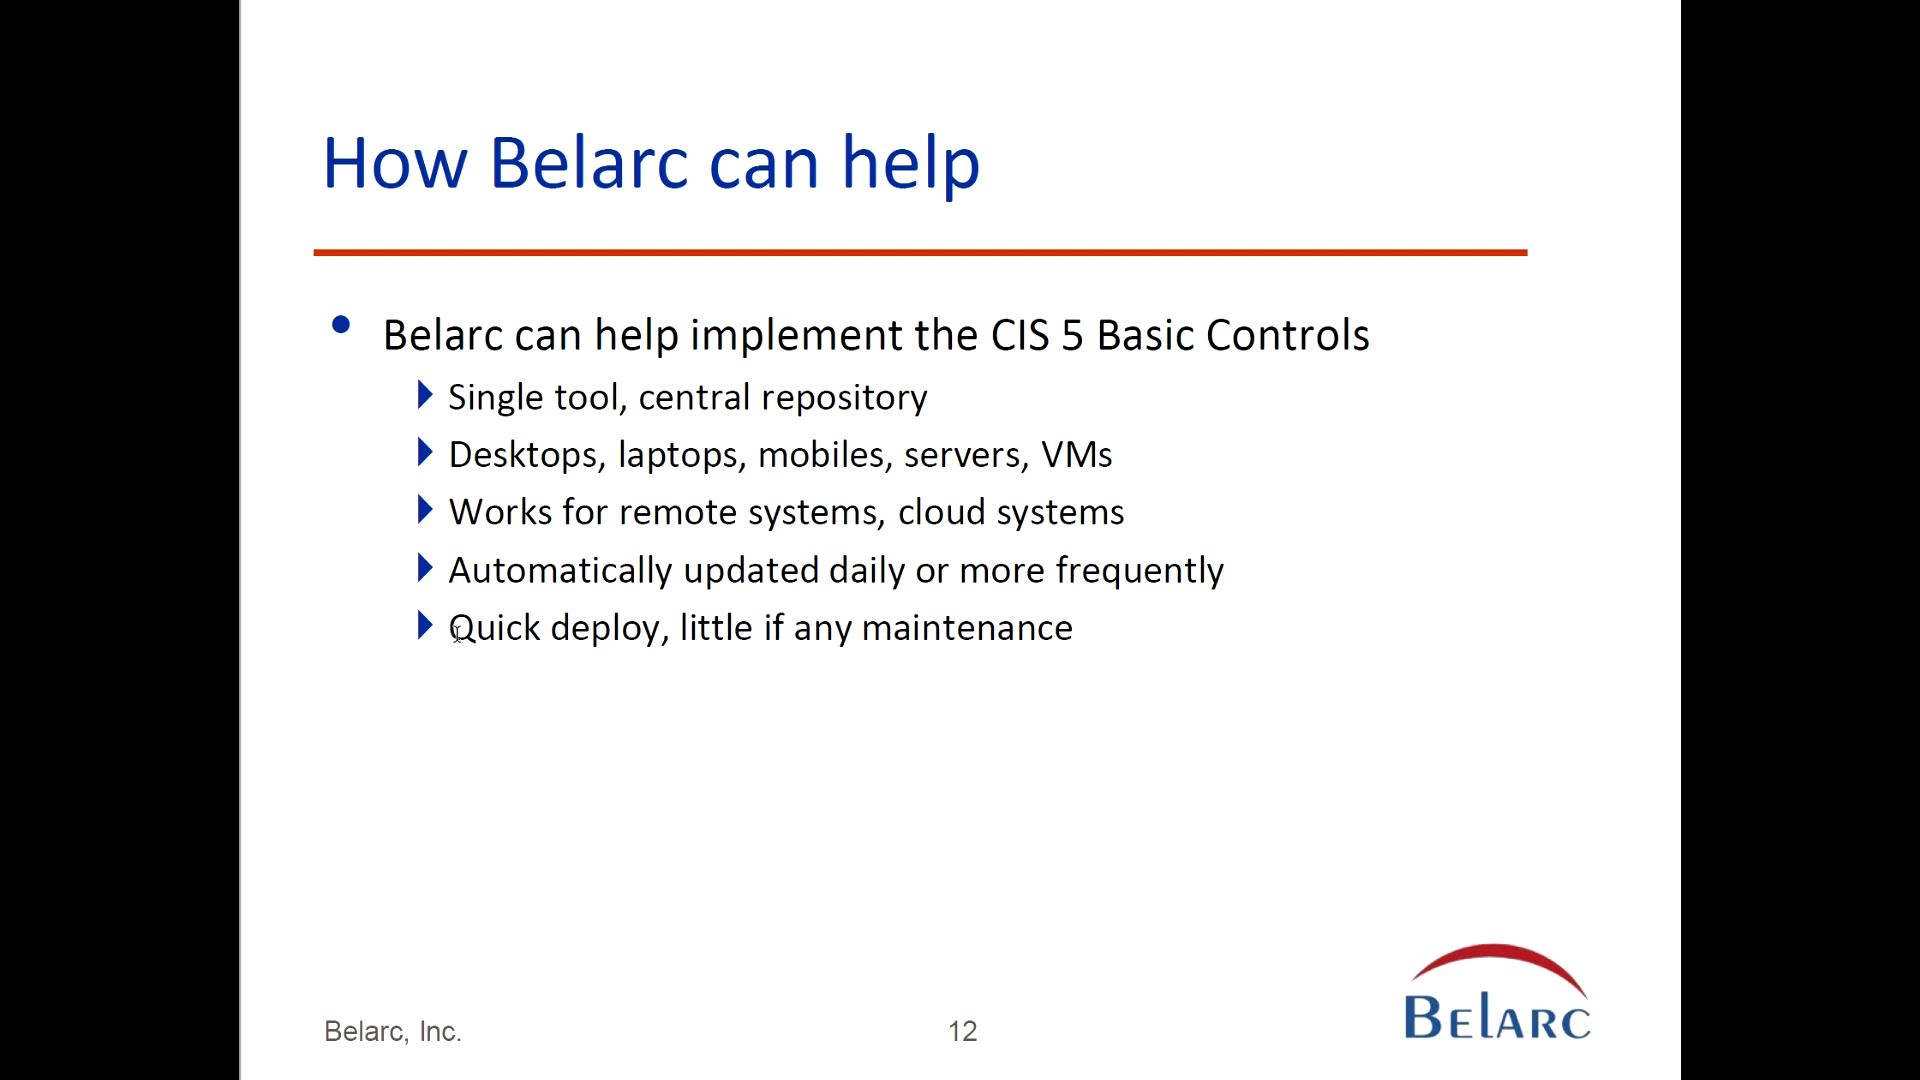 How Belarc can help
Belarc can help implement the CIS 5 Basic Controls
Single tool, central repository
Desktops, laptops, mobiles, servers, VMs
Works for remote systems, cloud systems
Automatically updated daily or more frequently
Quick deploy, little if any maintenance
Belarc, Inc.
12
BELARC